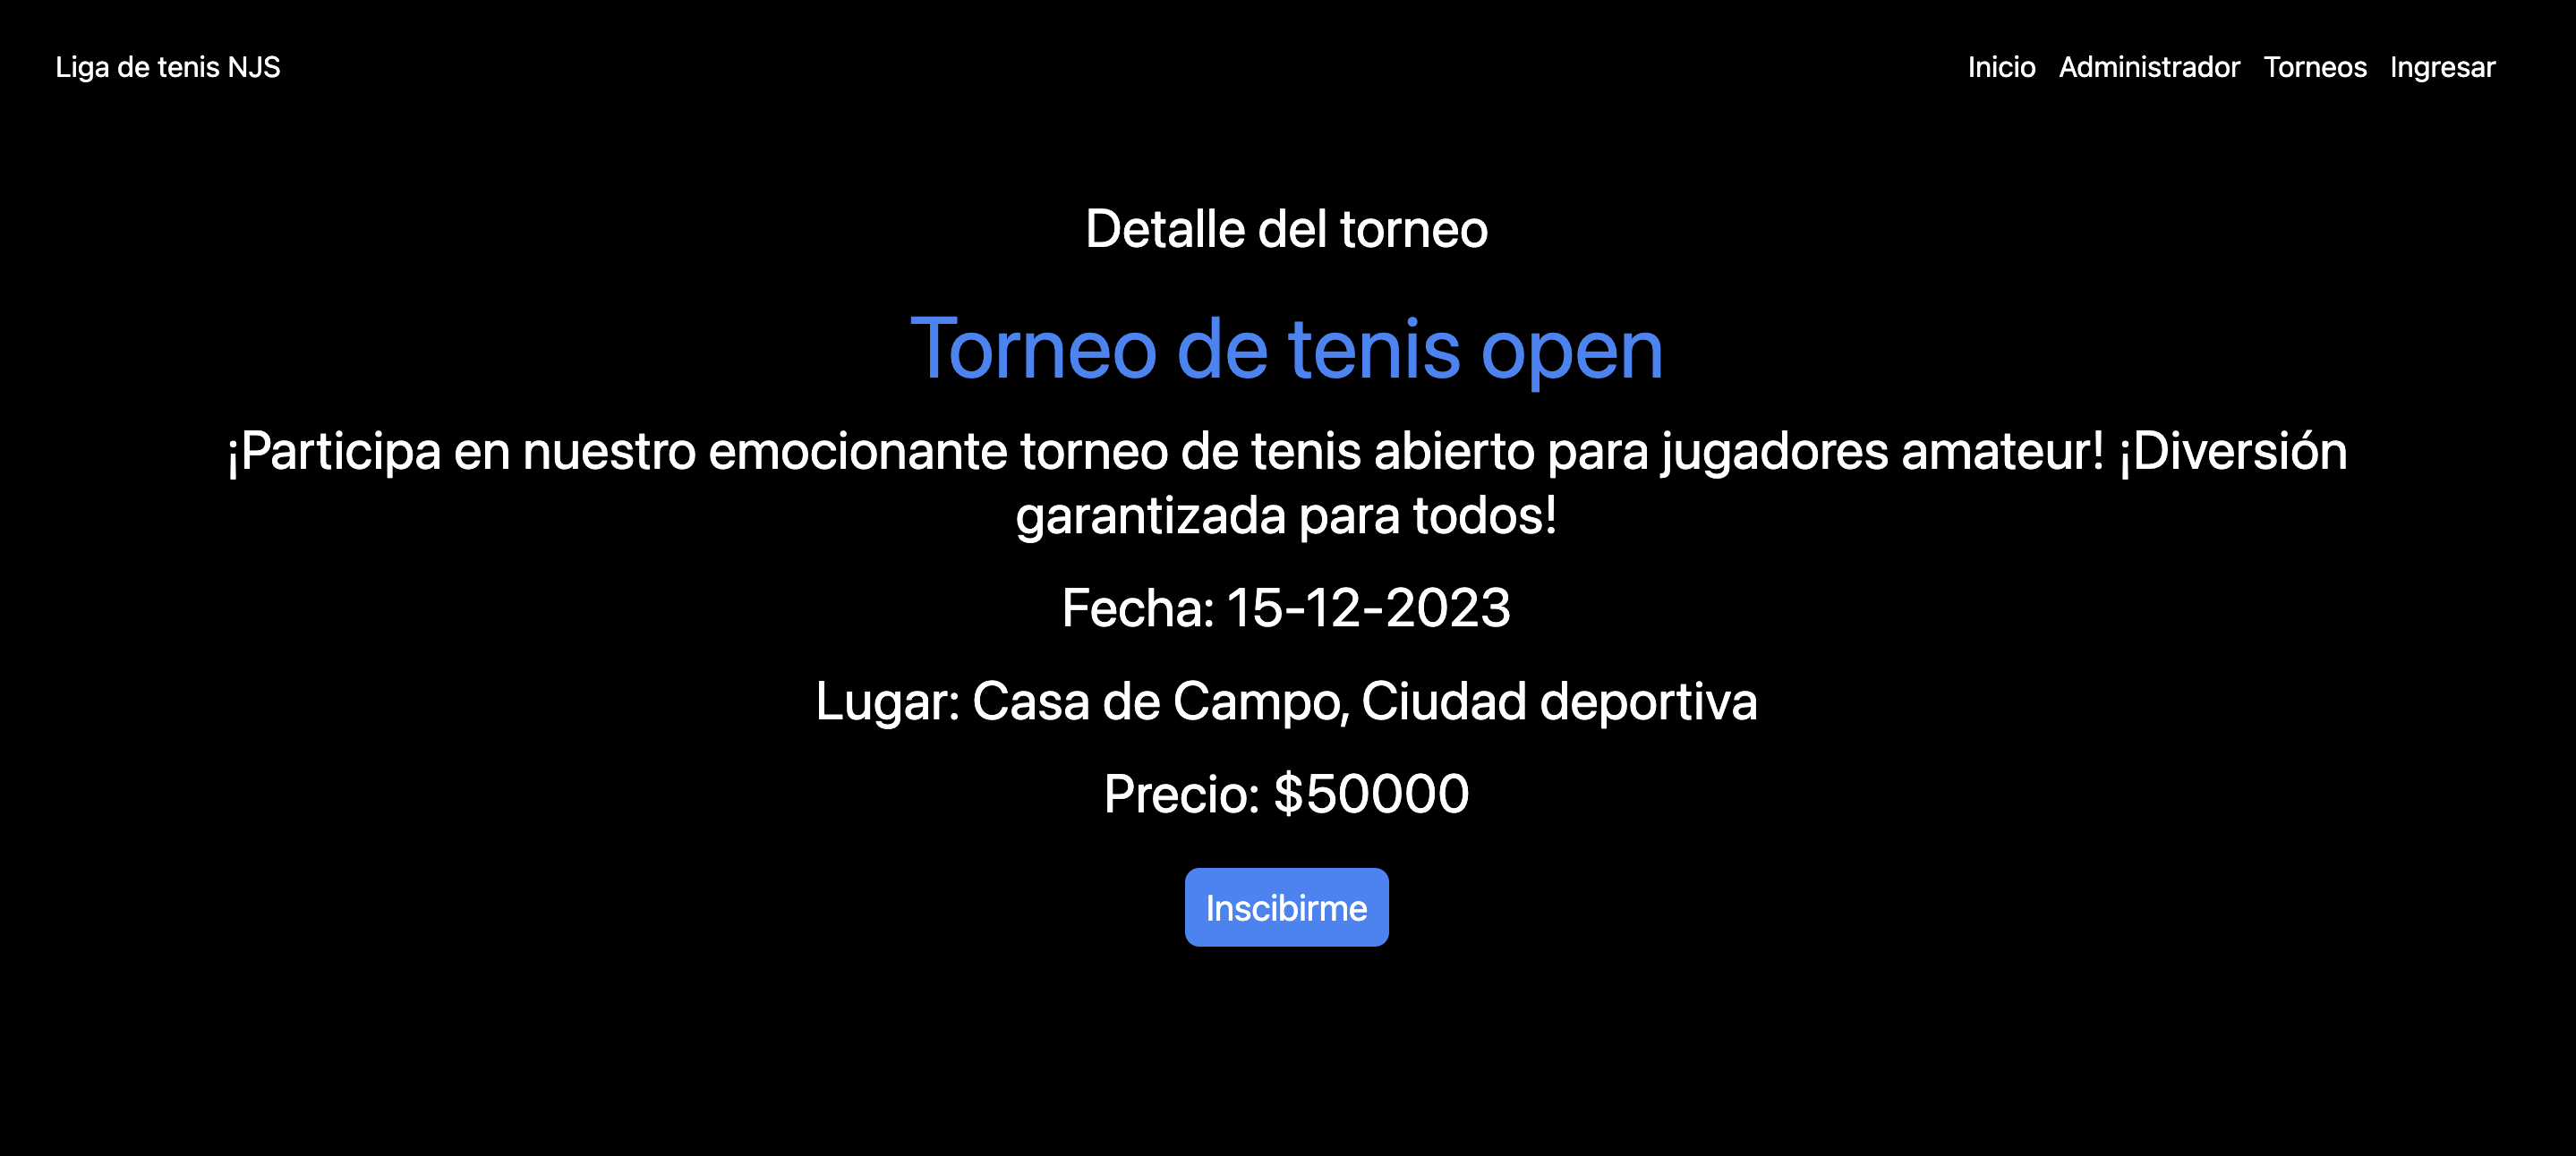 Liga de tenis NJS
Inicio Administrador Torneos Ingresar
Detalle del torneo
Torneo de tenis open
¡Participa en nuestro emocionante torneo de tenis abierto para jugadores amateur! ¡Diversión
garantizada para todos!
Fecha: 15-12-2023
Lugar: Casa de Campo, Ciudad deportiva
Precio: $50000
Inscibirme